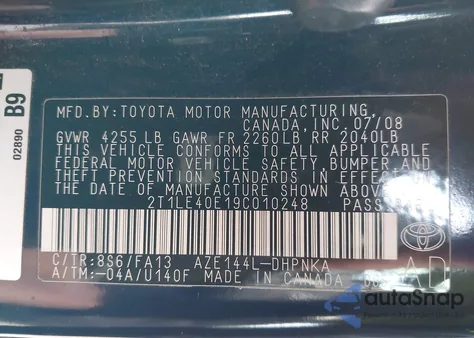 B9
02890
MFD. BY: TOYOTA MOTOR MANUFACTURING,
CANADA, INC. 07/08
GVWR 4255 LB GAWR FR 2260LB RR 2040LB
THIS VEHICLE CONFORMS TO ALL APPLICABLE
FEDERAL MOTOR VEHICLE SAFETY, BUMPER, AND
THEFT PREVENTION STANDARDS IN EFFECT ON
THE DATE OF MANUFACTURE SHOWN ABOVE.
2T1LE40E19C010248
C/TR: 8S6/FA13 AZE144L-DHPNKA
A/TM: -04A/U140F MADE IN CANADA
AD
autoSnap